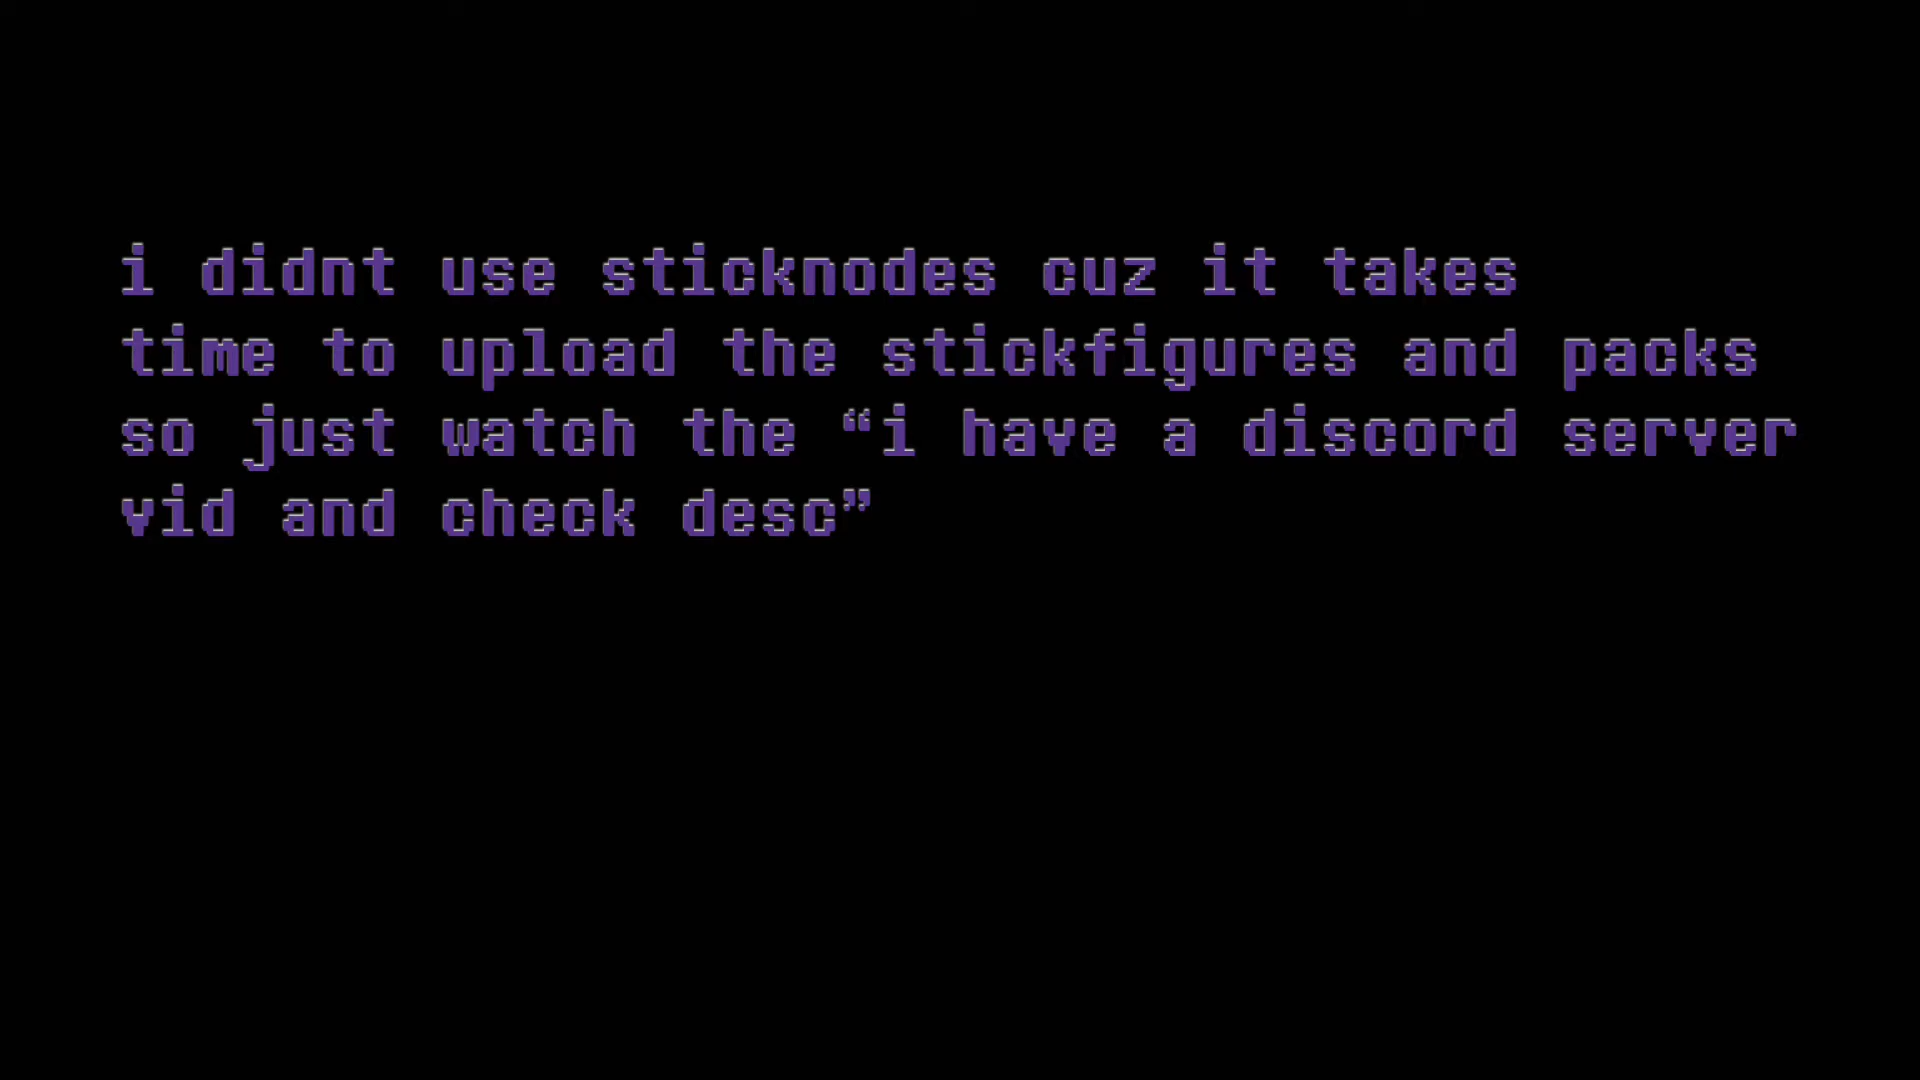 i didnt use sticknodes cuz it takes
time to upload the stickfigures and packs
so just watch the “i have a discord server
vid and check desc”